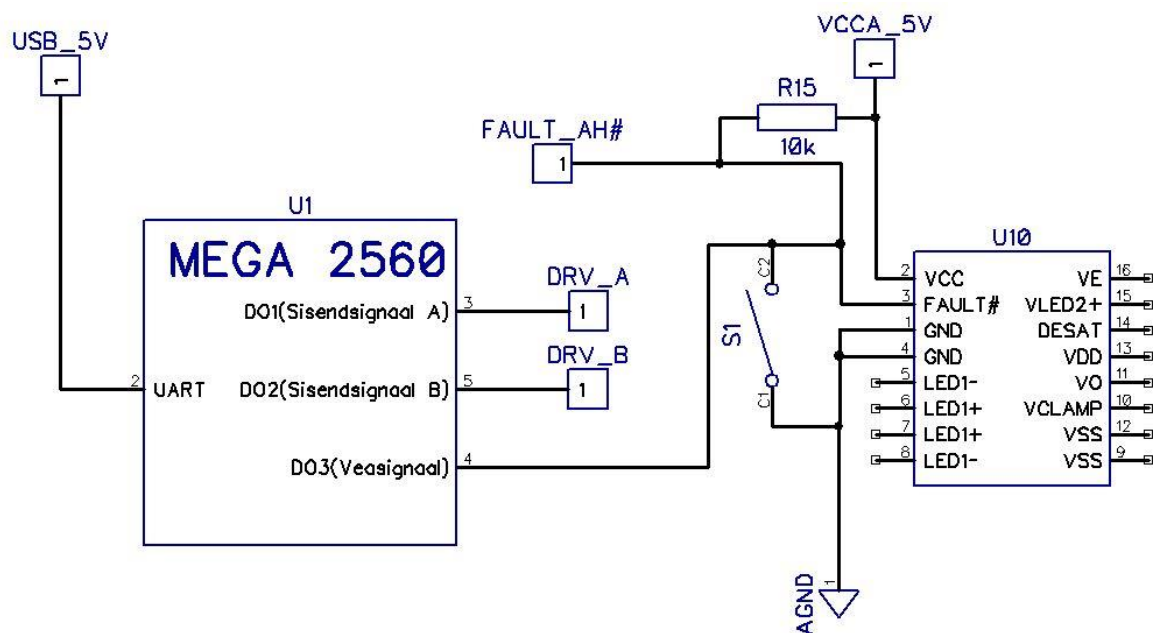 USB_5V
1
VCCA_5V
1
R15
10k
FAULT_AH#
1
U1
MEGA 2560
DO1(Sisendsignaal A)
3
DRV_A
1
DO2(Sisendsignaal B)
5
DRV_B
1
2
UART
DO3(Veasignaal)
4
S1
C2
C1
U10
2
VCC
VE
16
3
FAULT#
VLED2+
15
1
GND
DESAT
14
4
GND
VDD
13
5
LED1-
VO
11
6
LED1+
VCLAMP
10
7
LED1+
VSS
12
8
LED1-
VSS
9
AGND
1